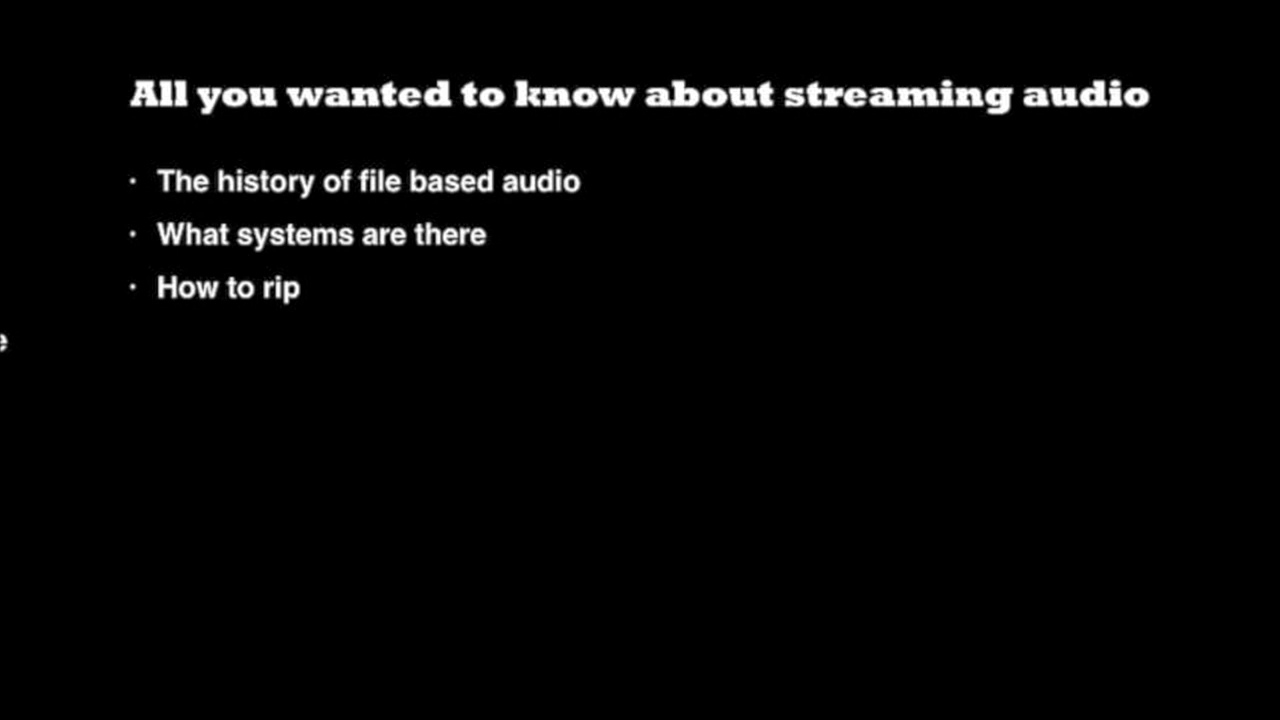 All you wanted to know about streaming audio
· The history of file based audio
· What systems are there
· How to rip